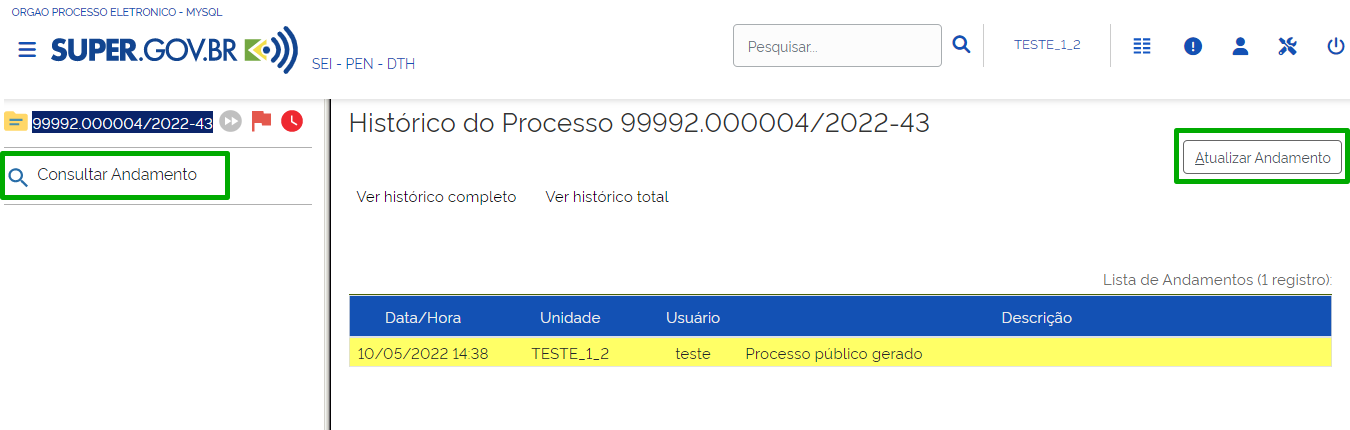 ORGAO PROCESSO ELETRONICO - MYSQL
SUPER.GOV.BR
SEI - PEN - DTH
Pesquisar...
TESTE_1_2
99992.000004/2022-43
Consultar Andamento
Histórico do Processo 99992.000004/2022-43
Atualizar Andamento
Ver histórico completo Ver histórico total
Lista de Andamentos (1 registro):
Data/Hora Unidade Usuário Descrição
10/05/2022 14:38 TESTE_1_2 teste Processo público gerado